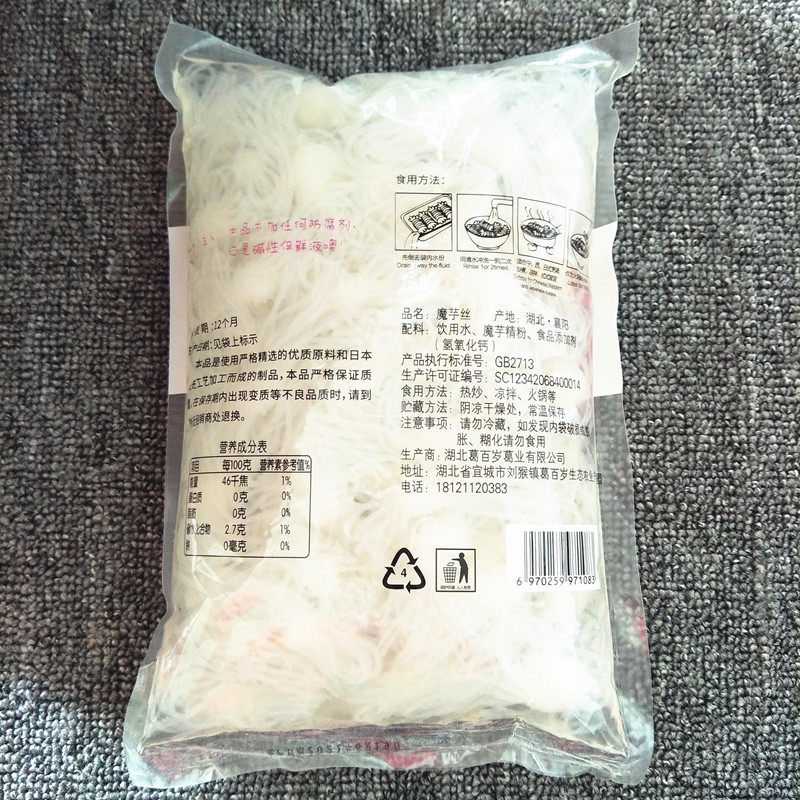 食用方法：
先倒去袋内水份
用清水冲洗一到二次
Drain away the fluid
Rinse for 2times
本品不加任何防腐剂、
这是碱性保鲜液噢
期:12个月
产日期:见袋上标示
本品是使用严格精选的优质原料和日本
工艺加工而成的制品，本品严格保证质
在保存期内出现变质等不良品质时，请到
经销商处退换。
品名：魔芋丝 产地：湖北·襄阳
配料：饮用水、魔芋精粉、食品添加剂
（氢氧化钙）
产品执行标准号：GB2713
生产许可证编号：SC12342068400014
食用方法：热炒、凉拌、火锅等
贮藏方法：阴凉干燥处，常温保存
注意事项：请勿冷藏，如发现内袋破
胀、糊化请勿食用
生产商：湖北葛百岁葛业有限公司
地址：湖北省宜城市刘猴镇葛百岁生态
电话：18121120383
营养成分表
项目 每100克 营养素参考值%
能量 46千焦 1%
蛋白质 0克 0%
脂肪 0克 0%
化合物 2.7克 1%
钠 0毫克 0%
4
6 970259 971083